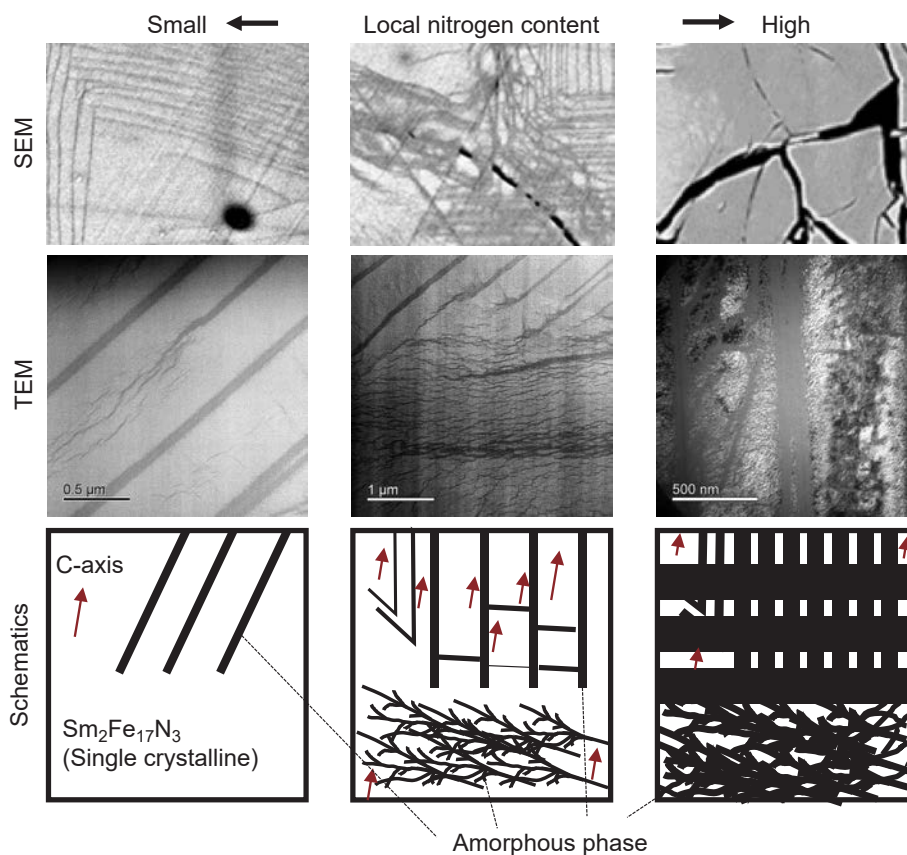 Small
Local nitrogen content
High
SEM
TEM
0.5 µm
1 µm
500 nm
Schematics
C-axis
Sm₂Fe₁₇N₃
(Single crystalline)
Amorphous phase